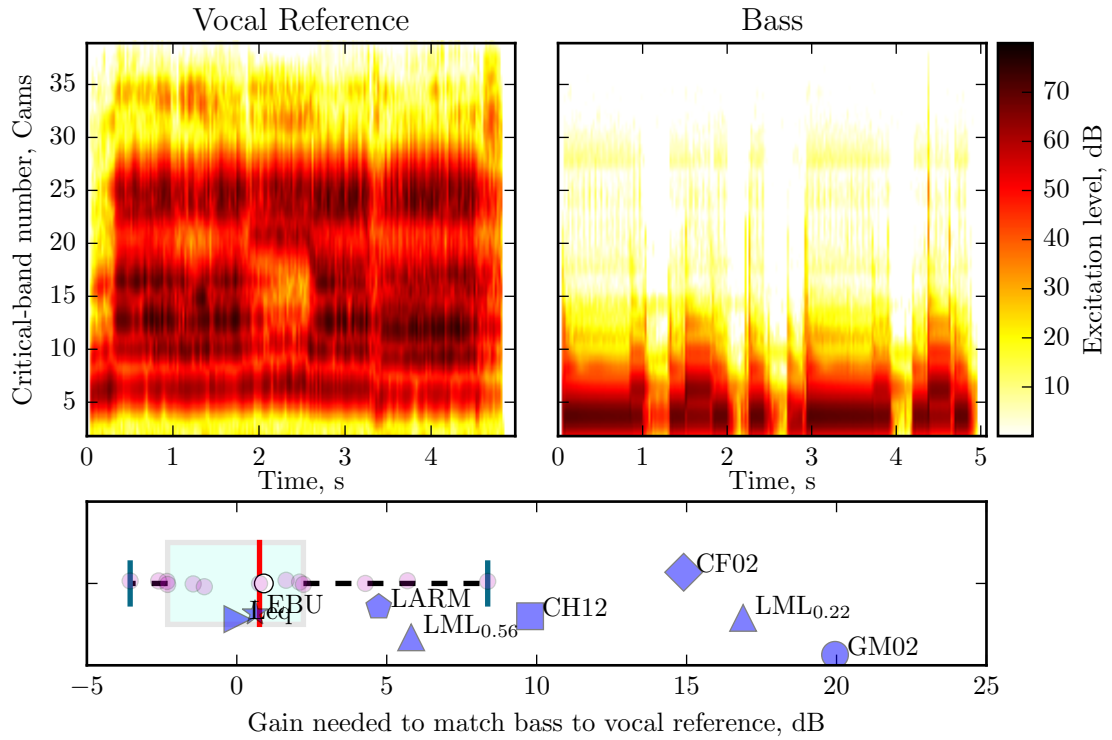 Vocal Reference
Bass
Critical-band number, Cams
35
30
25
20
15
10
5
0 1 2 3 4
Time, s
0 1 2 3 4 5
Time, s
70
60
50
40
30
20
10
Excitation level, dB
CF02
EBU
Leq
LARM
CH12
LML0.22
LML0.56
GM02
−5 0 5 10 15 20 25
Gain needed to match bass to vocal reference, dB